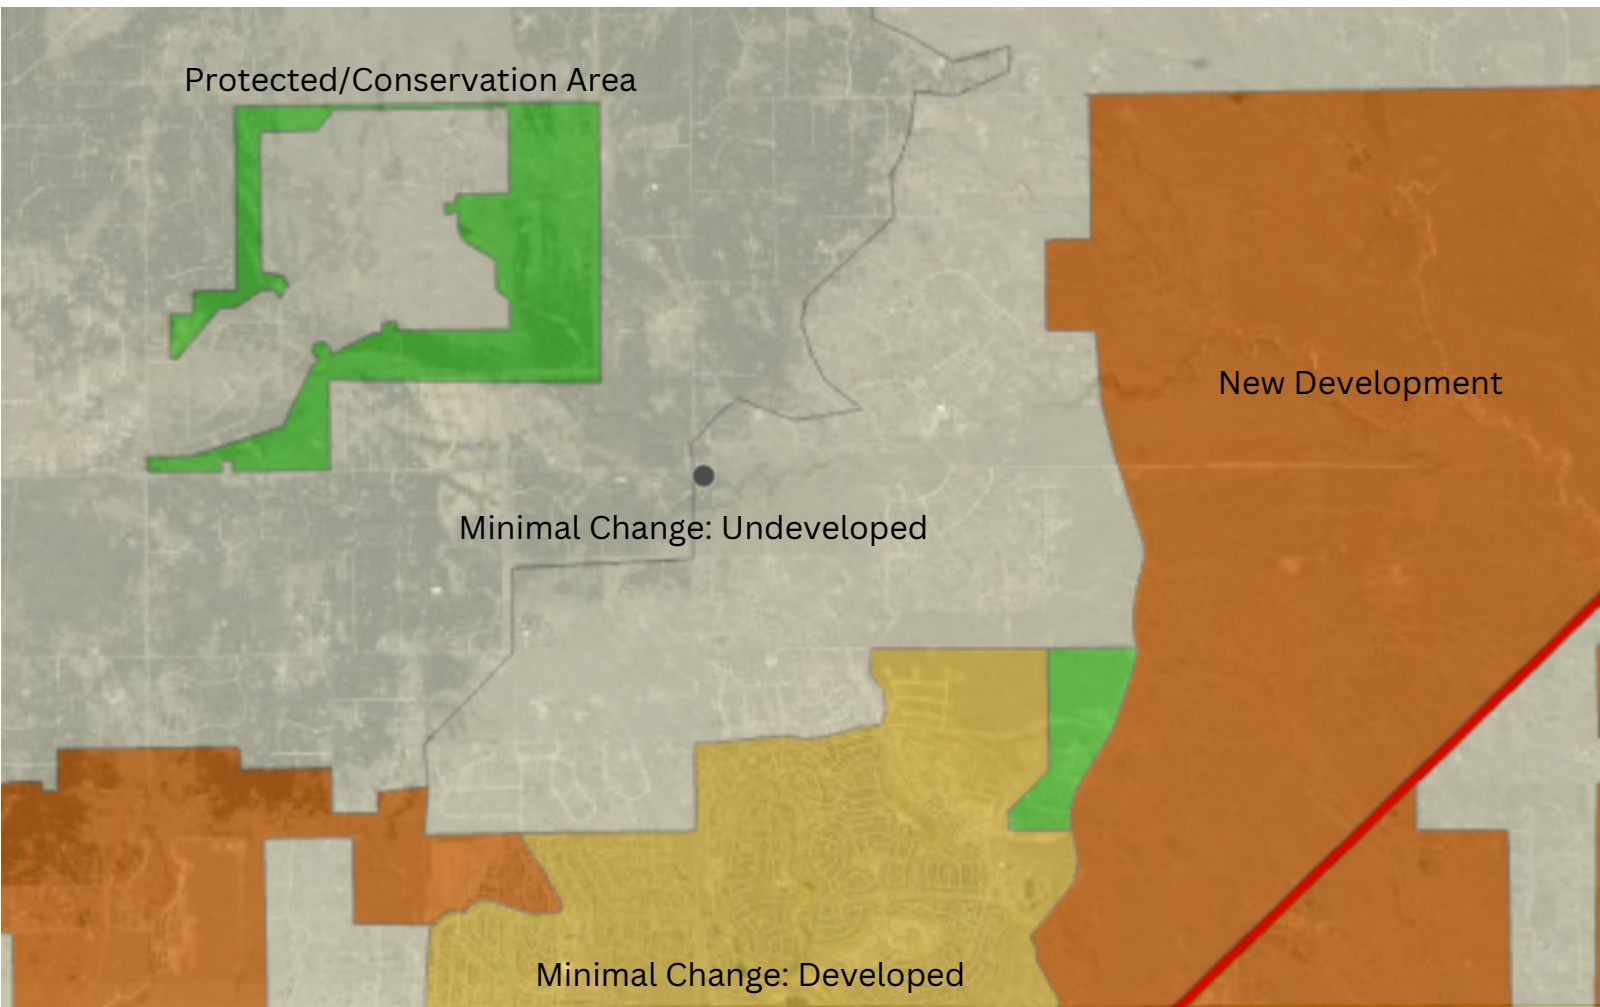 Protected/Conservation Area
New Development
Minimal Change: Undeveloped
Minimal Change: Developed